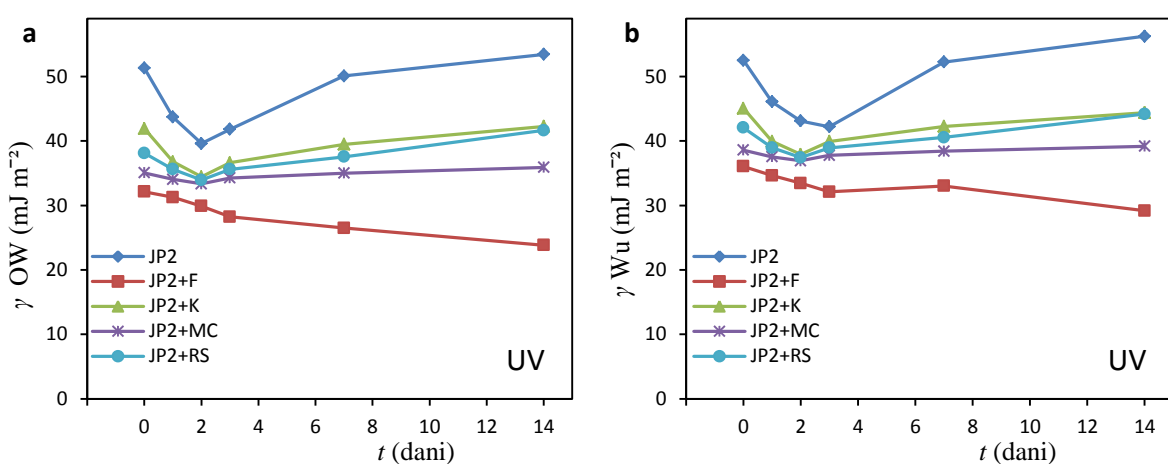 a
γ OW (mJ m⁻²)
50
40
30
20
10
0
JP2
JP2+F
JP2+K
JP2+MC
JP2+RS
UV
0 2 4 6 8 10 12 14
t (dani)
b
γ Wu (mJ m⁻²)
50
40
30
20
10
0
JP2
JP2+F
JP2+K
JP2+MC
JP2+RS
UV
0 2 4 6 8 10 12 14
t (dani)